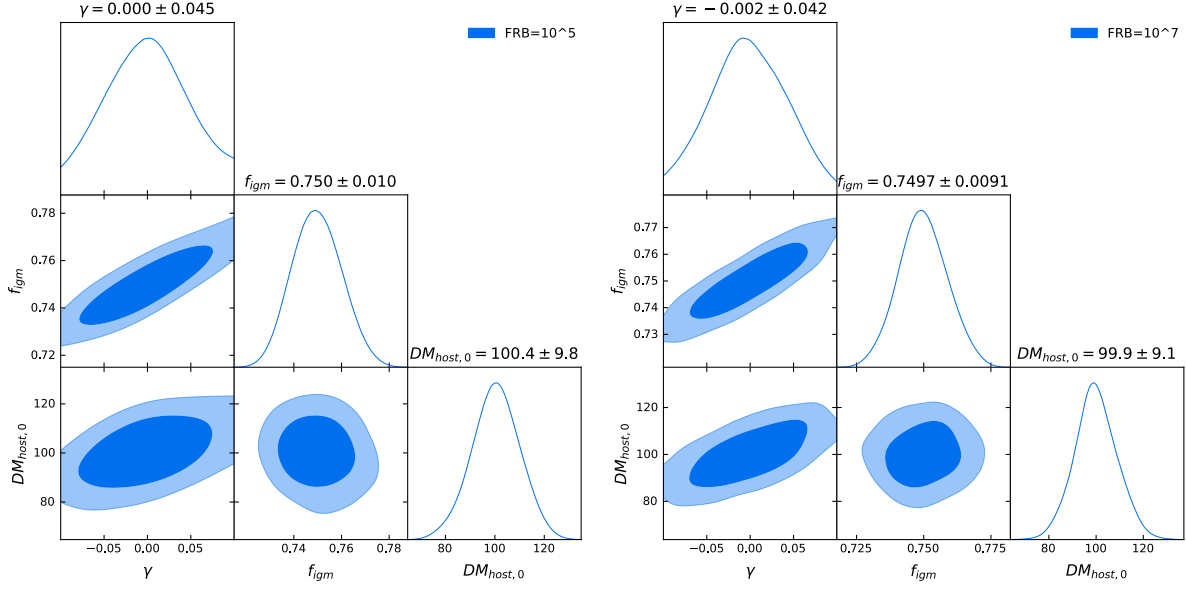 γ = 0.000 ± 0.045
FRB=10^5
f_igm = 0.750 ± 0.010
0.78
0.76
0.74
0.72
f_igm
DM_host,0 = 100.4 ± 9.8
120
100
80
DM_host,0
−0.05 0.00 0.05
γ
0.74 0.76 0.78
f_igm
80 100 120
DM_host,0
γ = −0.002 ± 0.042
FRB=10^7
f_igm = 0.7497 ± 0.0091
0.77
0.76
0.75
0.74
0.73
f_igm
DM_host,0 = 99.9 ± 9.1
120
100
80
DM_host,0
−0.05 0.00 0.05
γ
0.725 0.750 0.775
f_igm
80 100 120
DM_host,0